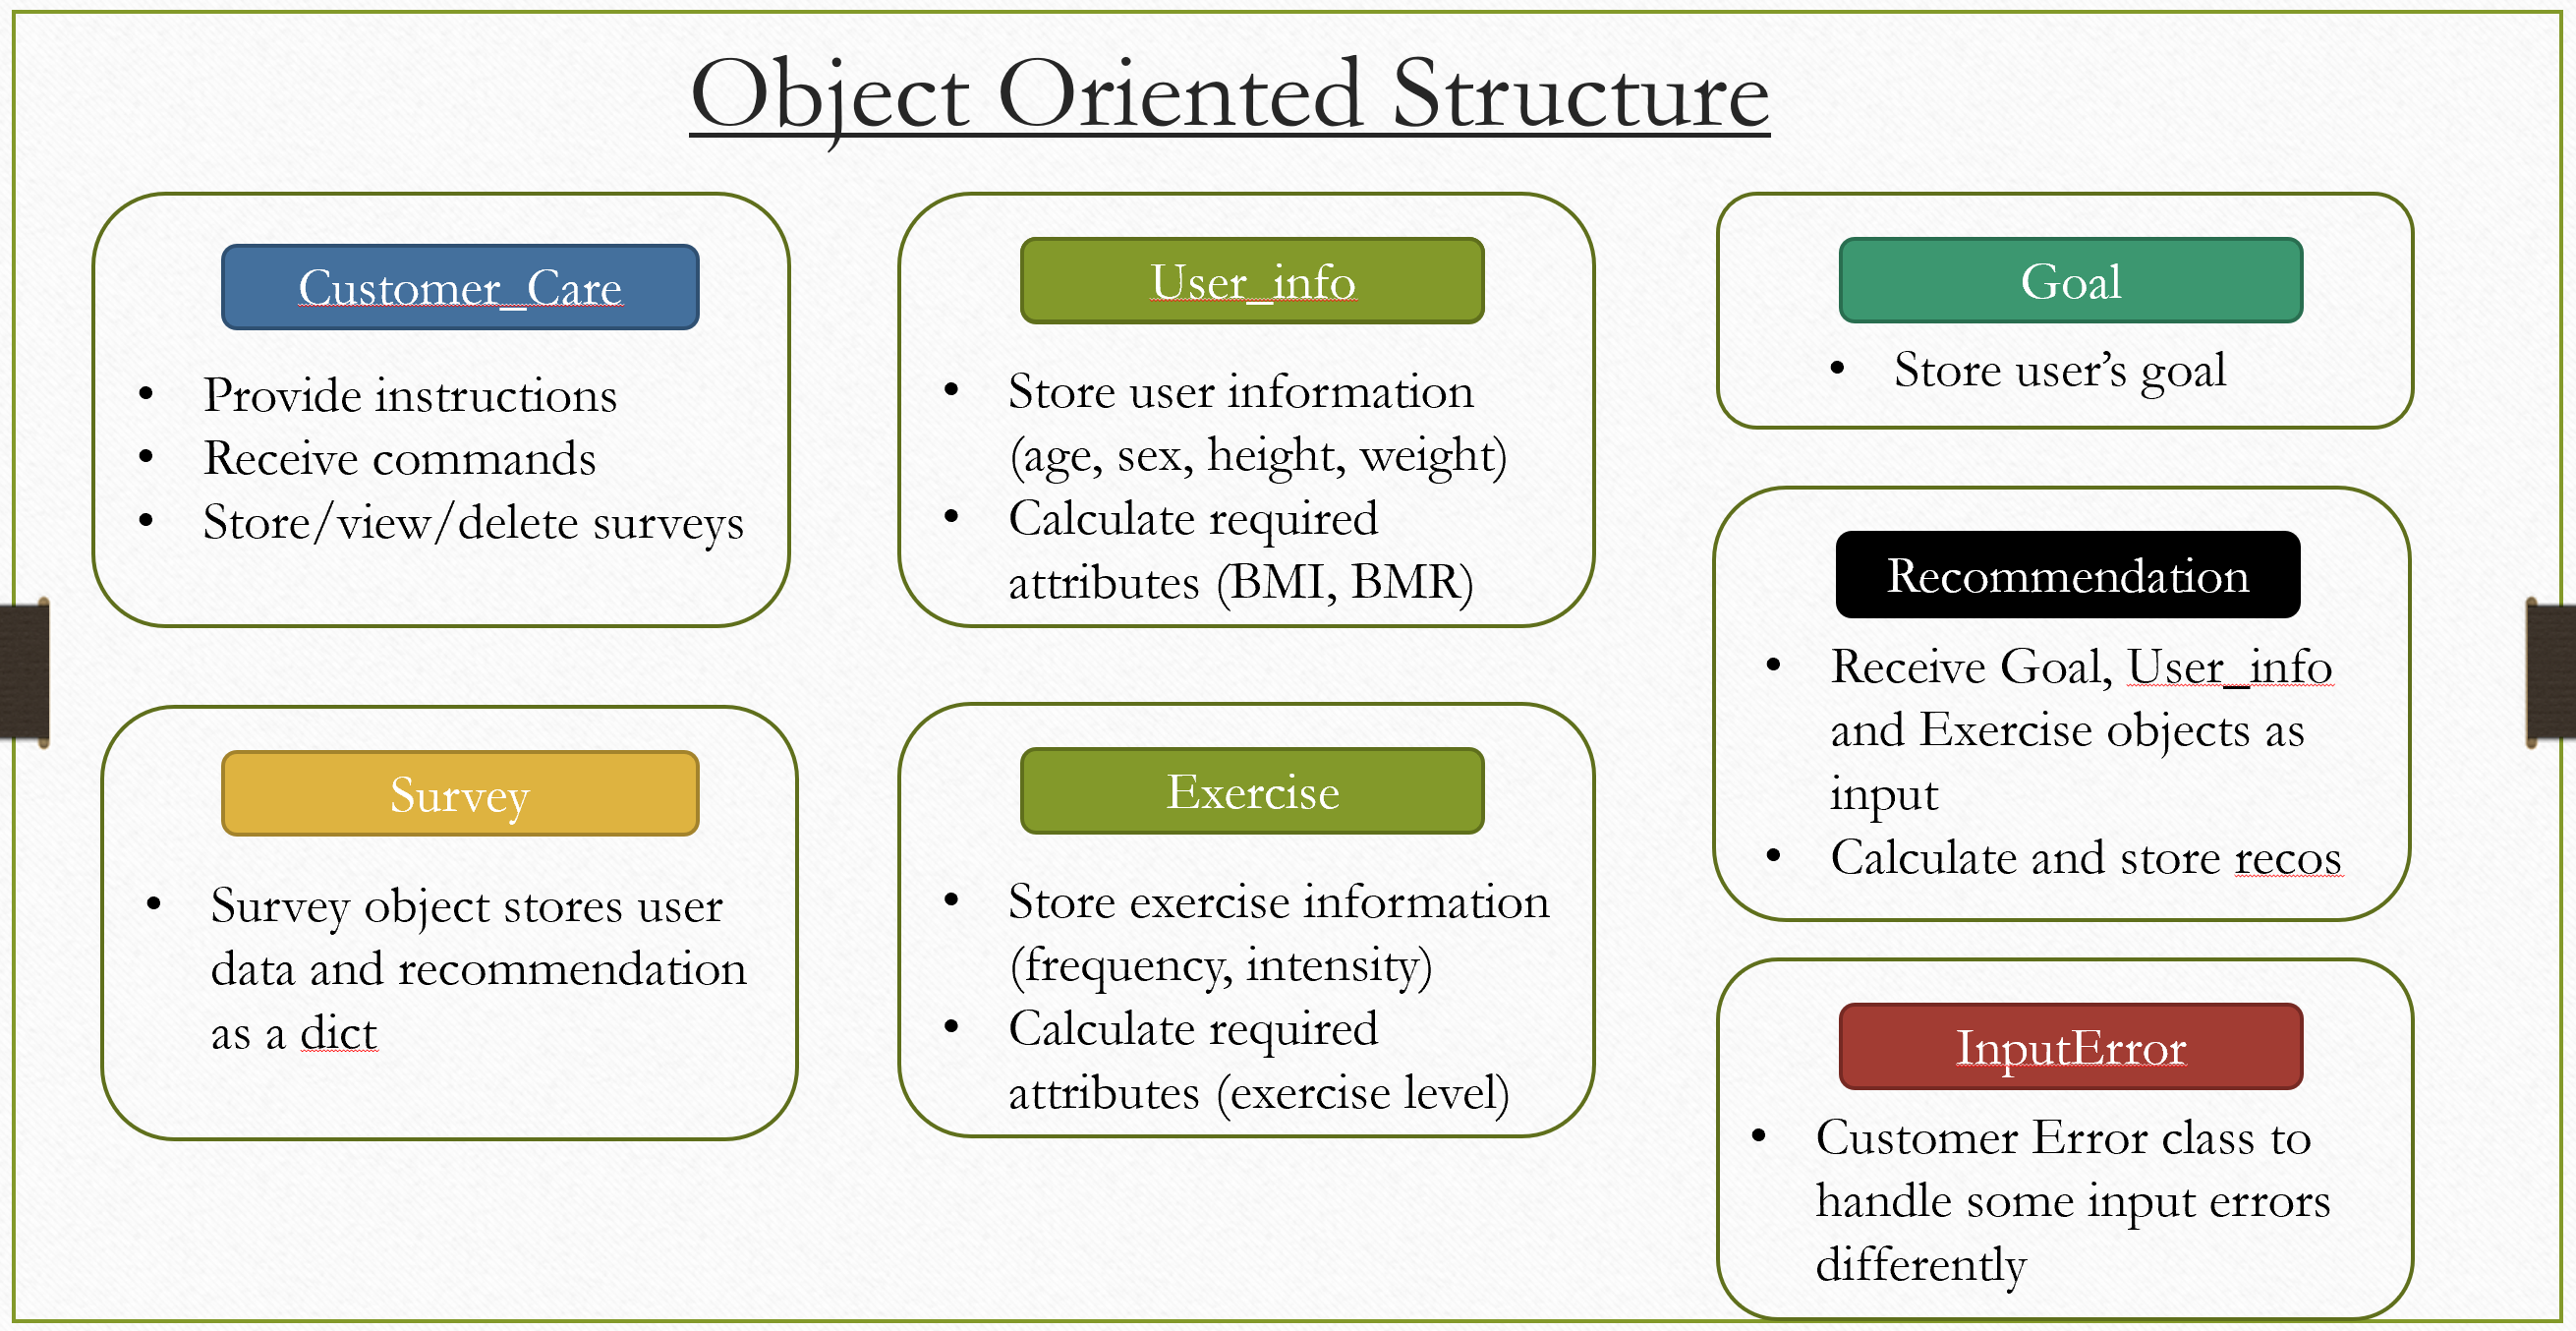 Object Oriented Structure
Customer_Care
• Provide instructions
• Receive commands
• Store/view/delete surveys
User_info
• Store user information
(age, sex, height, weight)
• Calculate required
attributes (BMI, BMR)
Goal
• Store user’s goal
Recommendation
• Receive Goal, User_info
and Exercise objects as
input
• Calculate and store recos
Survey
• Survey object stores user
data and recommendation
as a dict
Exercise
• Store exercise information
(frequency, intensity)
• Calculate required
attributes (exercise level)
InputError
• Customer Error class to
handle some input errors
differently